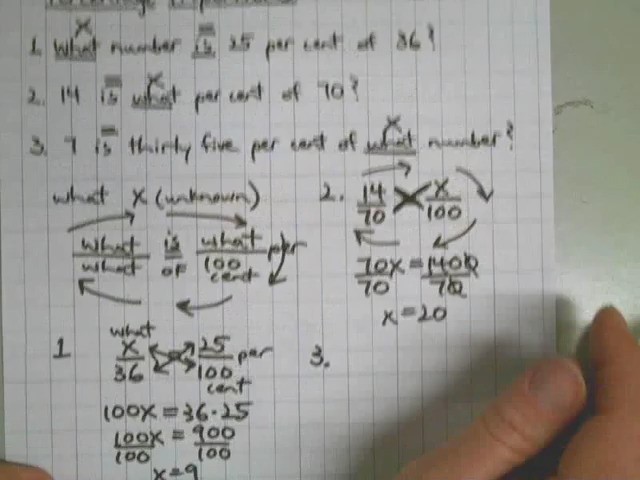 x =
1. What number is 25 per cent of 36?
x
2. 14 is what per cent of 70?
x
3. 7 is thirty five per cent of what number?
what x (unknown)
what is what per
what of 100 cent
2. 14 x
70 100
70x = 1400
70 70
x = 20
1 what
x 25 per
36 100 cent
100x = 36 · 25
100x = 900
100 100
x = 9
3.